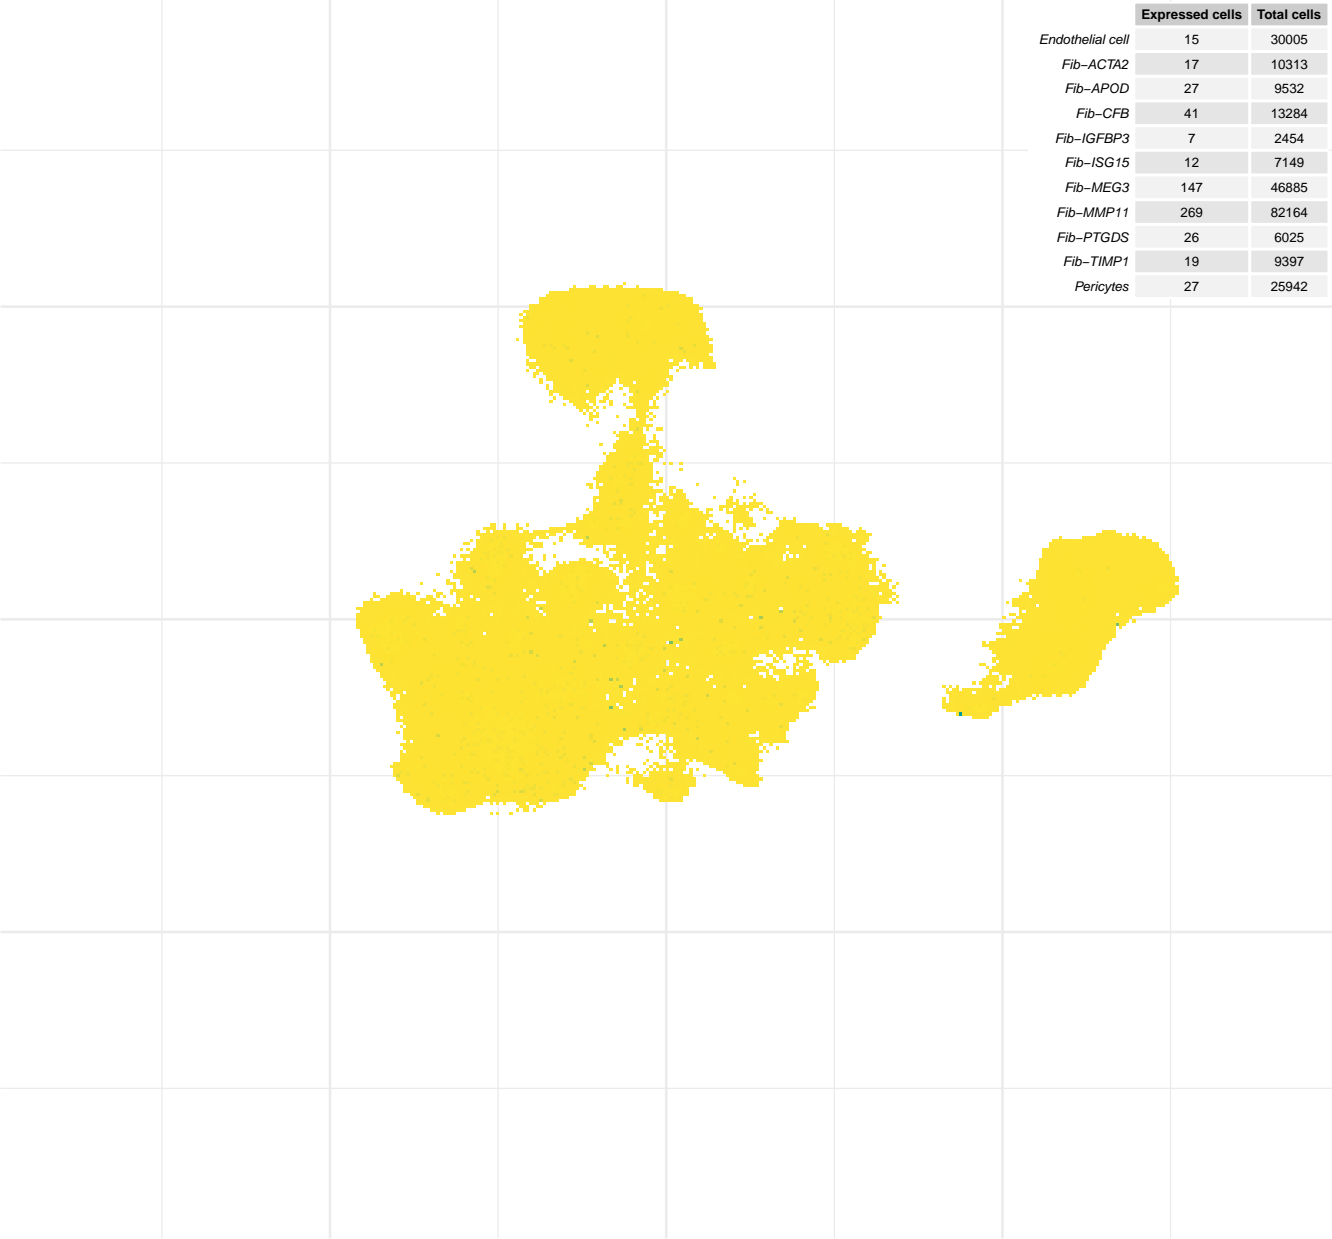 Expressed cells Total cells
Endothelial cell 15 30005
Fib−ACTA2 17 10313
Fib−APOD 27 9532
Fib−CFB 41 13284
Fib−IGFBP3 7 2454
Fib−ISG15 12 7149
Fib−MEG3 147 46885
Fib−MMP11 269 82164
Fib−PTGDS 26 6025
Fib−TIMP1 19 9397
Pericytes 27 25942